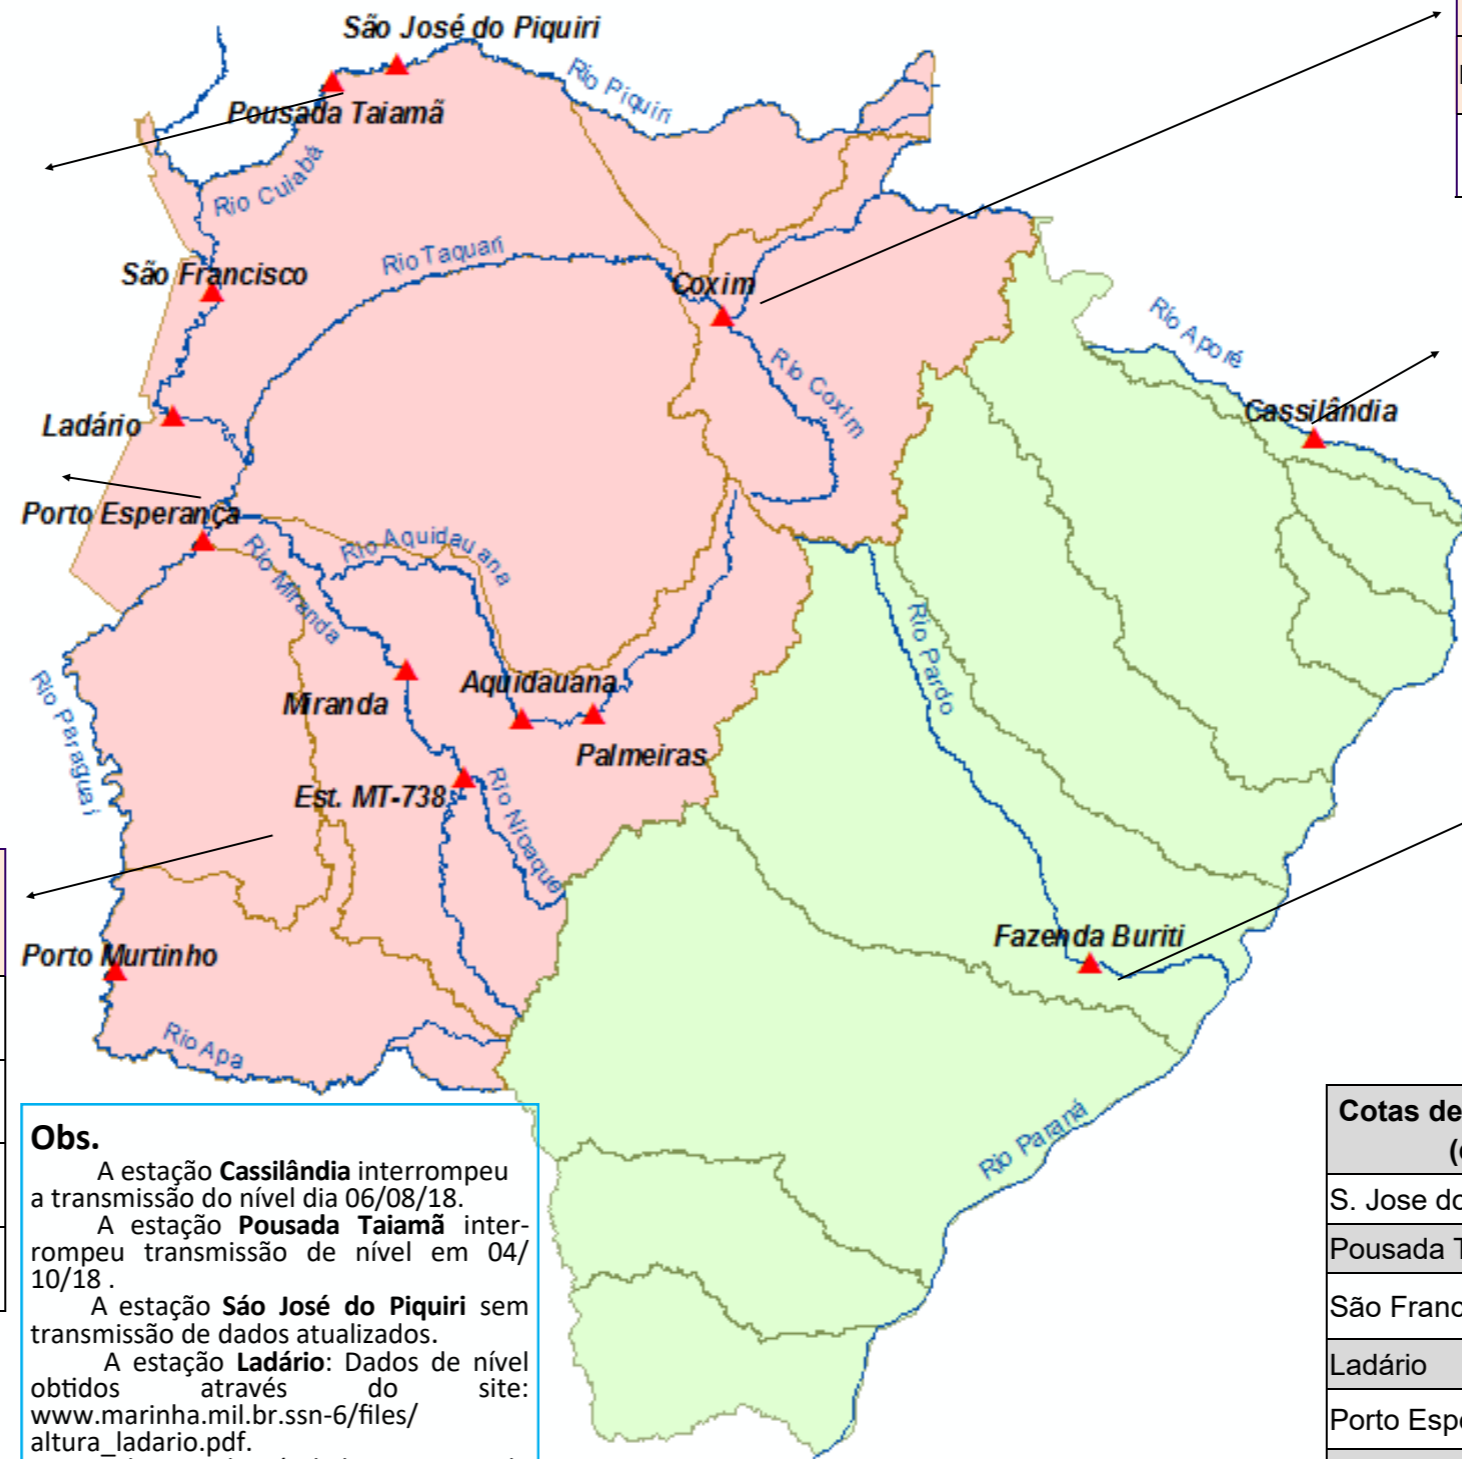 São José do Piquiri
Rio Piquiri
Pousada Taiamã
Rio Cuiabá
Rio Taquari
São Francisco
Coxim
Rio Aporé
Rio Coxim
Cassilândia
Ladário
Porto Esperança
Rio Aquidauana
Rio Miranda
Rio Pardo
Rio Paraguai
Aquidauana
Miranda
Palmeiras
Est. MT-738
Rio Nioaque
Fazenda Buriti
Porto Murtinho
Rio Apa
Rio Paraná
Obs.
A estação Cassilândia interrompeu
a transmissão do nível dia 06/08/18.
A estação Pousada Taiamã inter-
rompeu transmissão de nível em 04/
10/18 .
A estação Sáo José do Piquiri sem
transmissão de dados atualizados.
A estação Ladário: Dados de nível
obtidos através do site:
www.marinha.mil.br.ssn-6/files/
altura_ladario.pdf.
Cotas de
S. Jose do
Pousada
São Franc
Ladário
Porto Esp